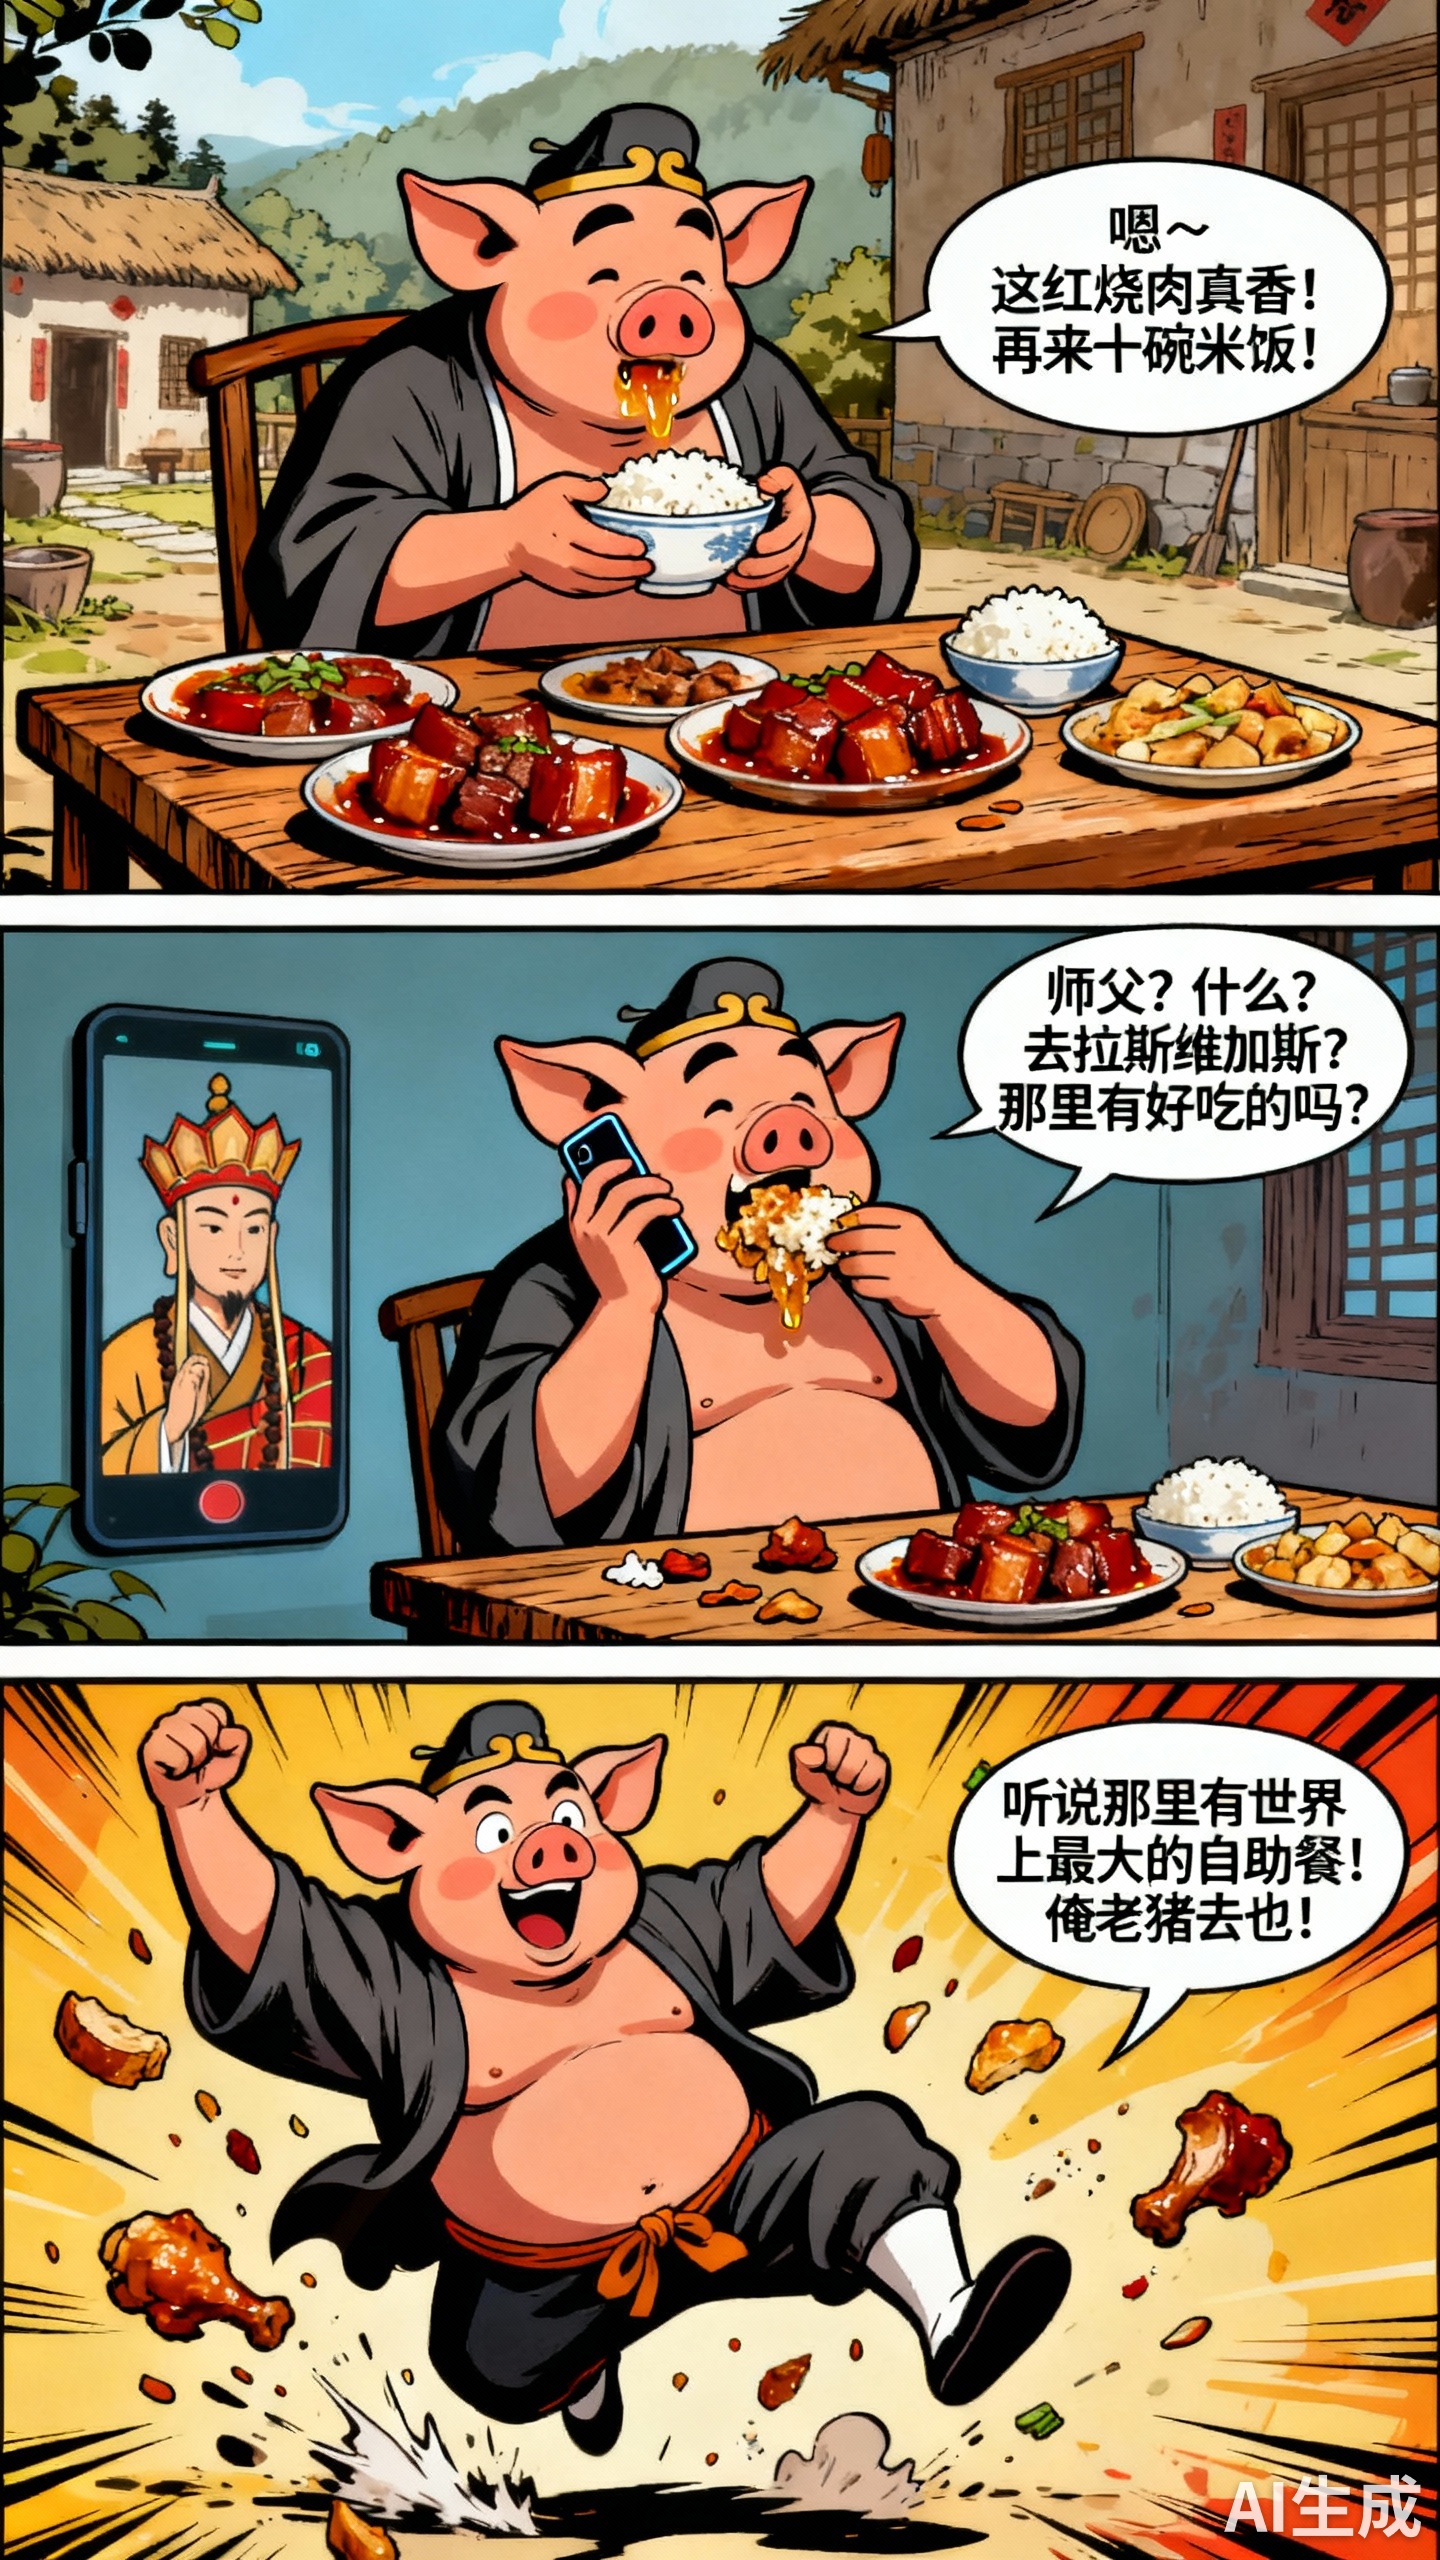 嗯～
这红烧肉真香！
再来十碗米饭！
师父？什么？
去拉斯维加斯？
那里有好吃的吗？
听说那里有世界
上最大的自助餐！
俺老猪去也！
AI生成